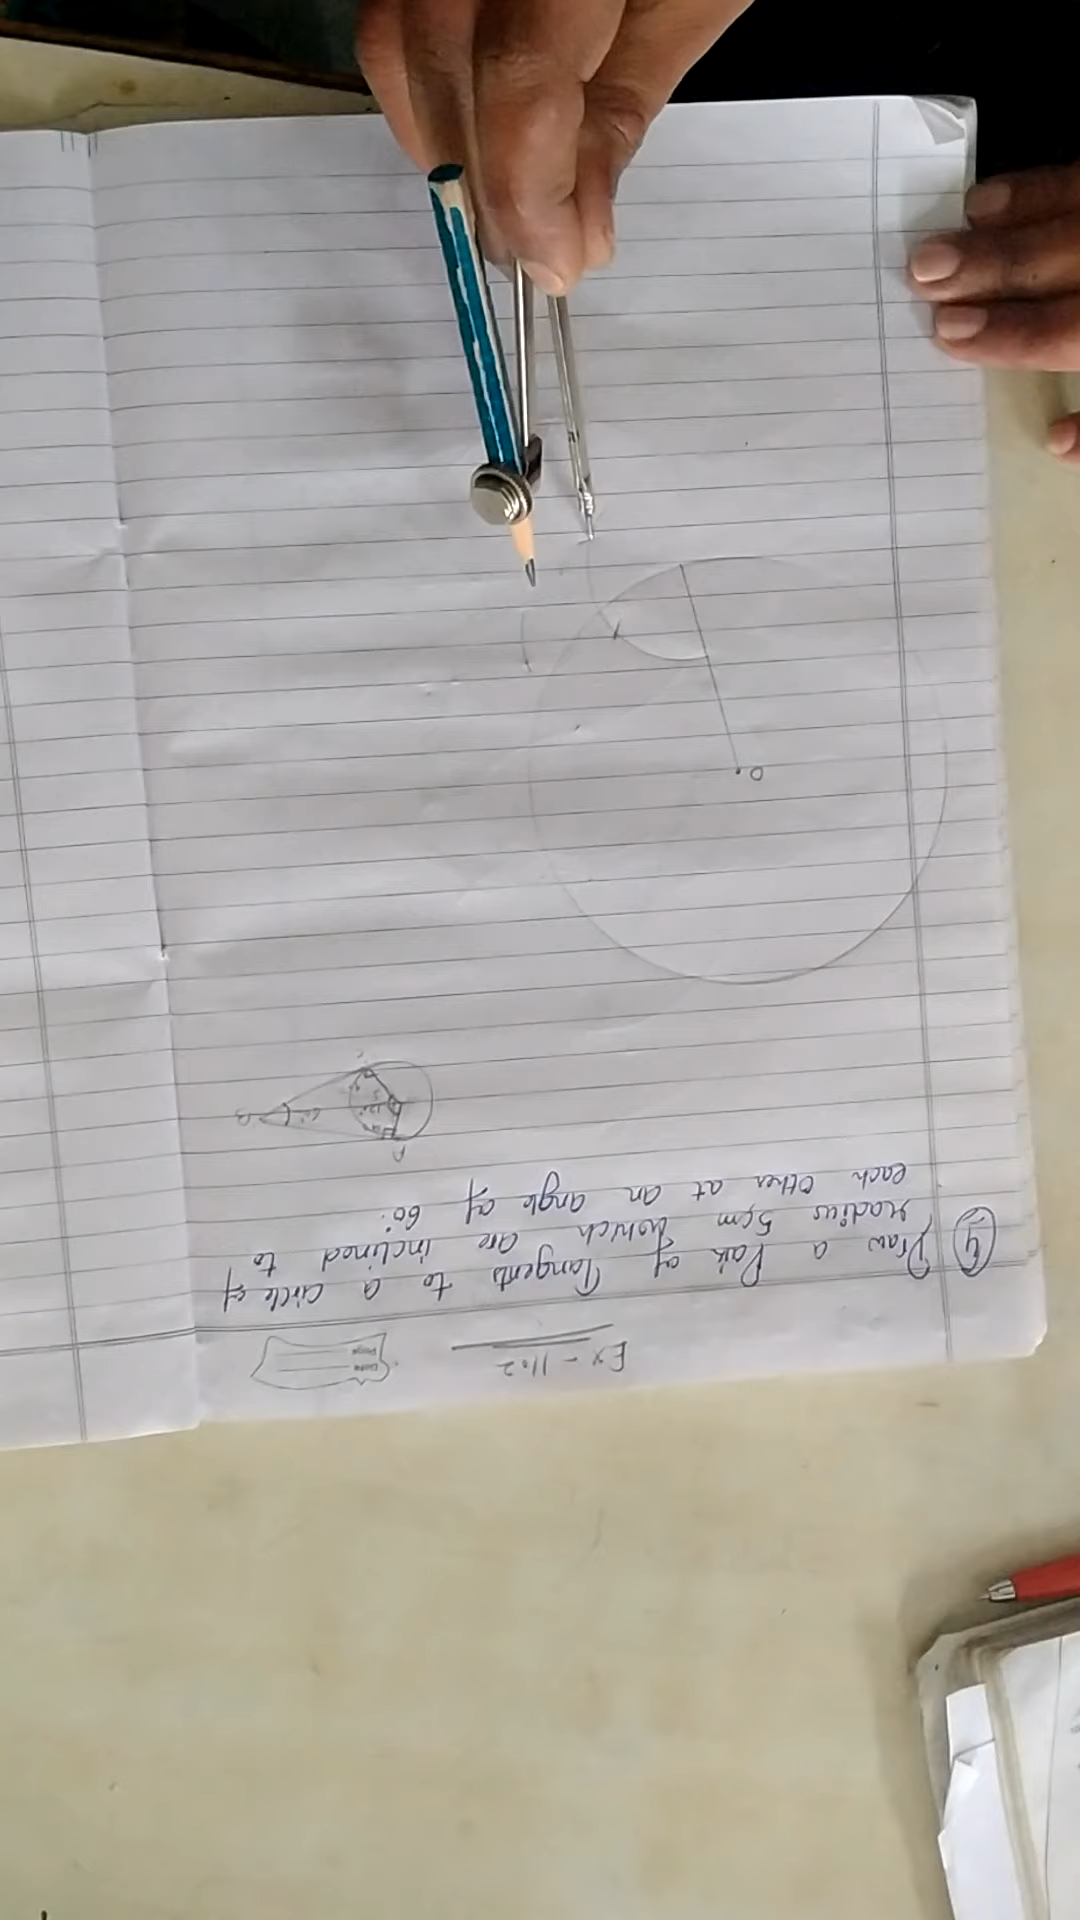 Ex - 11.2
4 Draw a Pair of Tangents to a circle of
radius 5cm which are inclined to
each other at an angle of 60°.
A
B
60°
O